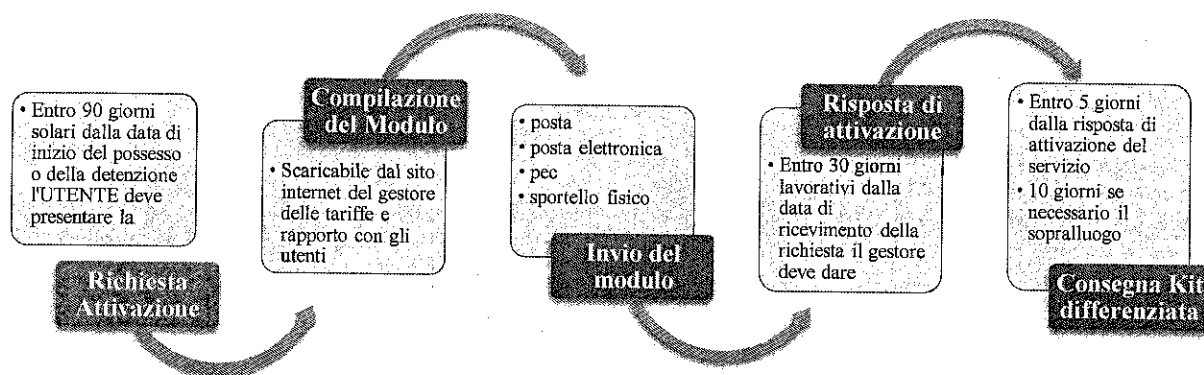 • Entro 90 giorni
solari dalla data di
inizio del possesso
o della detenzione
l'UTENTE deve
presentare la
Richiesta
Attivazione
Compilazione
del Modulo
• Scaricabile dal sito
internet del gestore
delle tariffe e
rapporto con gli
utenti
• posta
• posta elettronica
• pec
• sportello fisico
Invio del
modulo
Risposta di
attivazione
• Entro 30 giorni
lavorativi dalla
data di
ricevimento della
richiesta il gestore
deve dare
• Entro 5 giorni
dalla risposta di
attivazione del
servizio
• 10 giorni se
necessario il
sopralluogo
Consegna Kit
differenziata